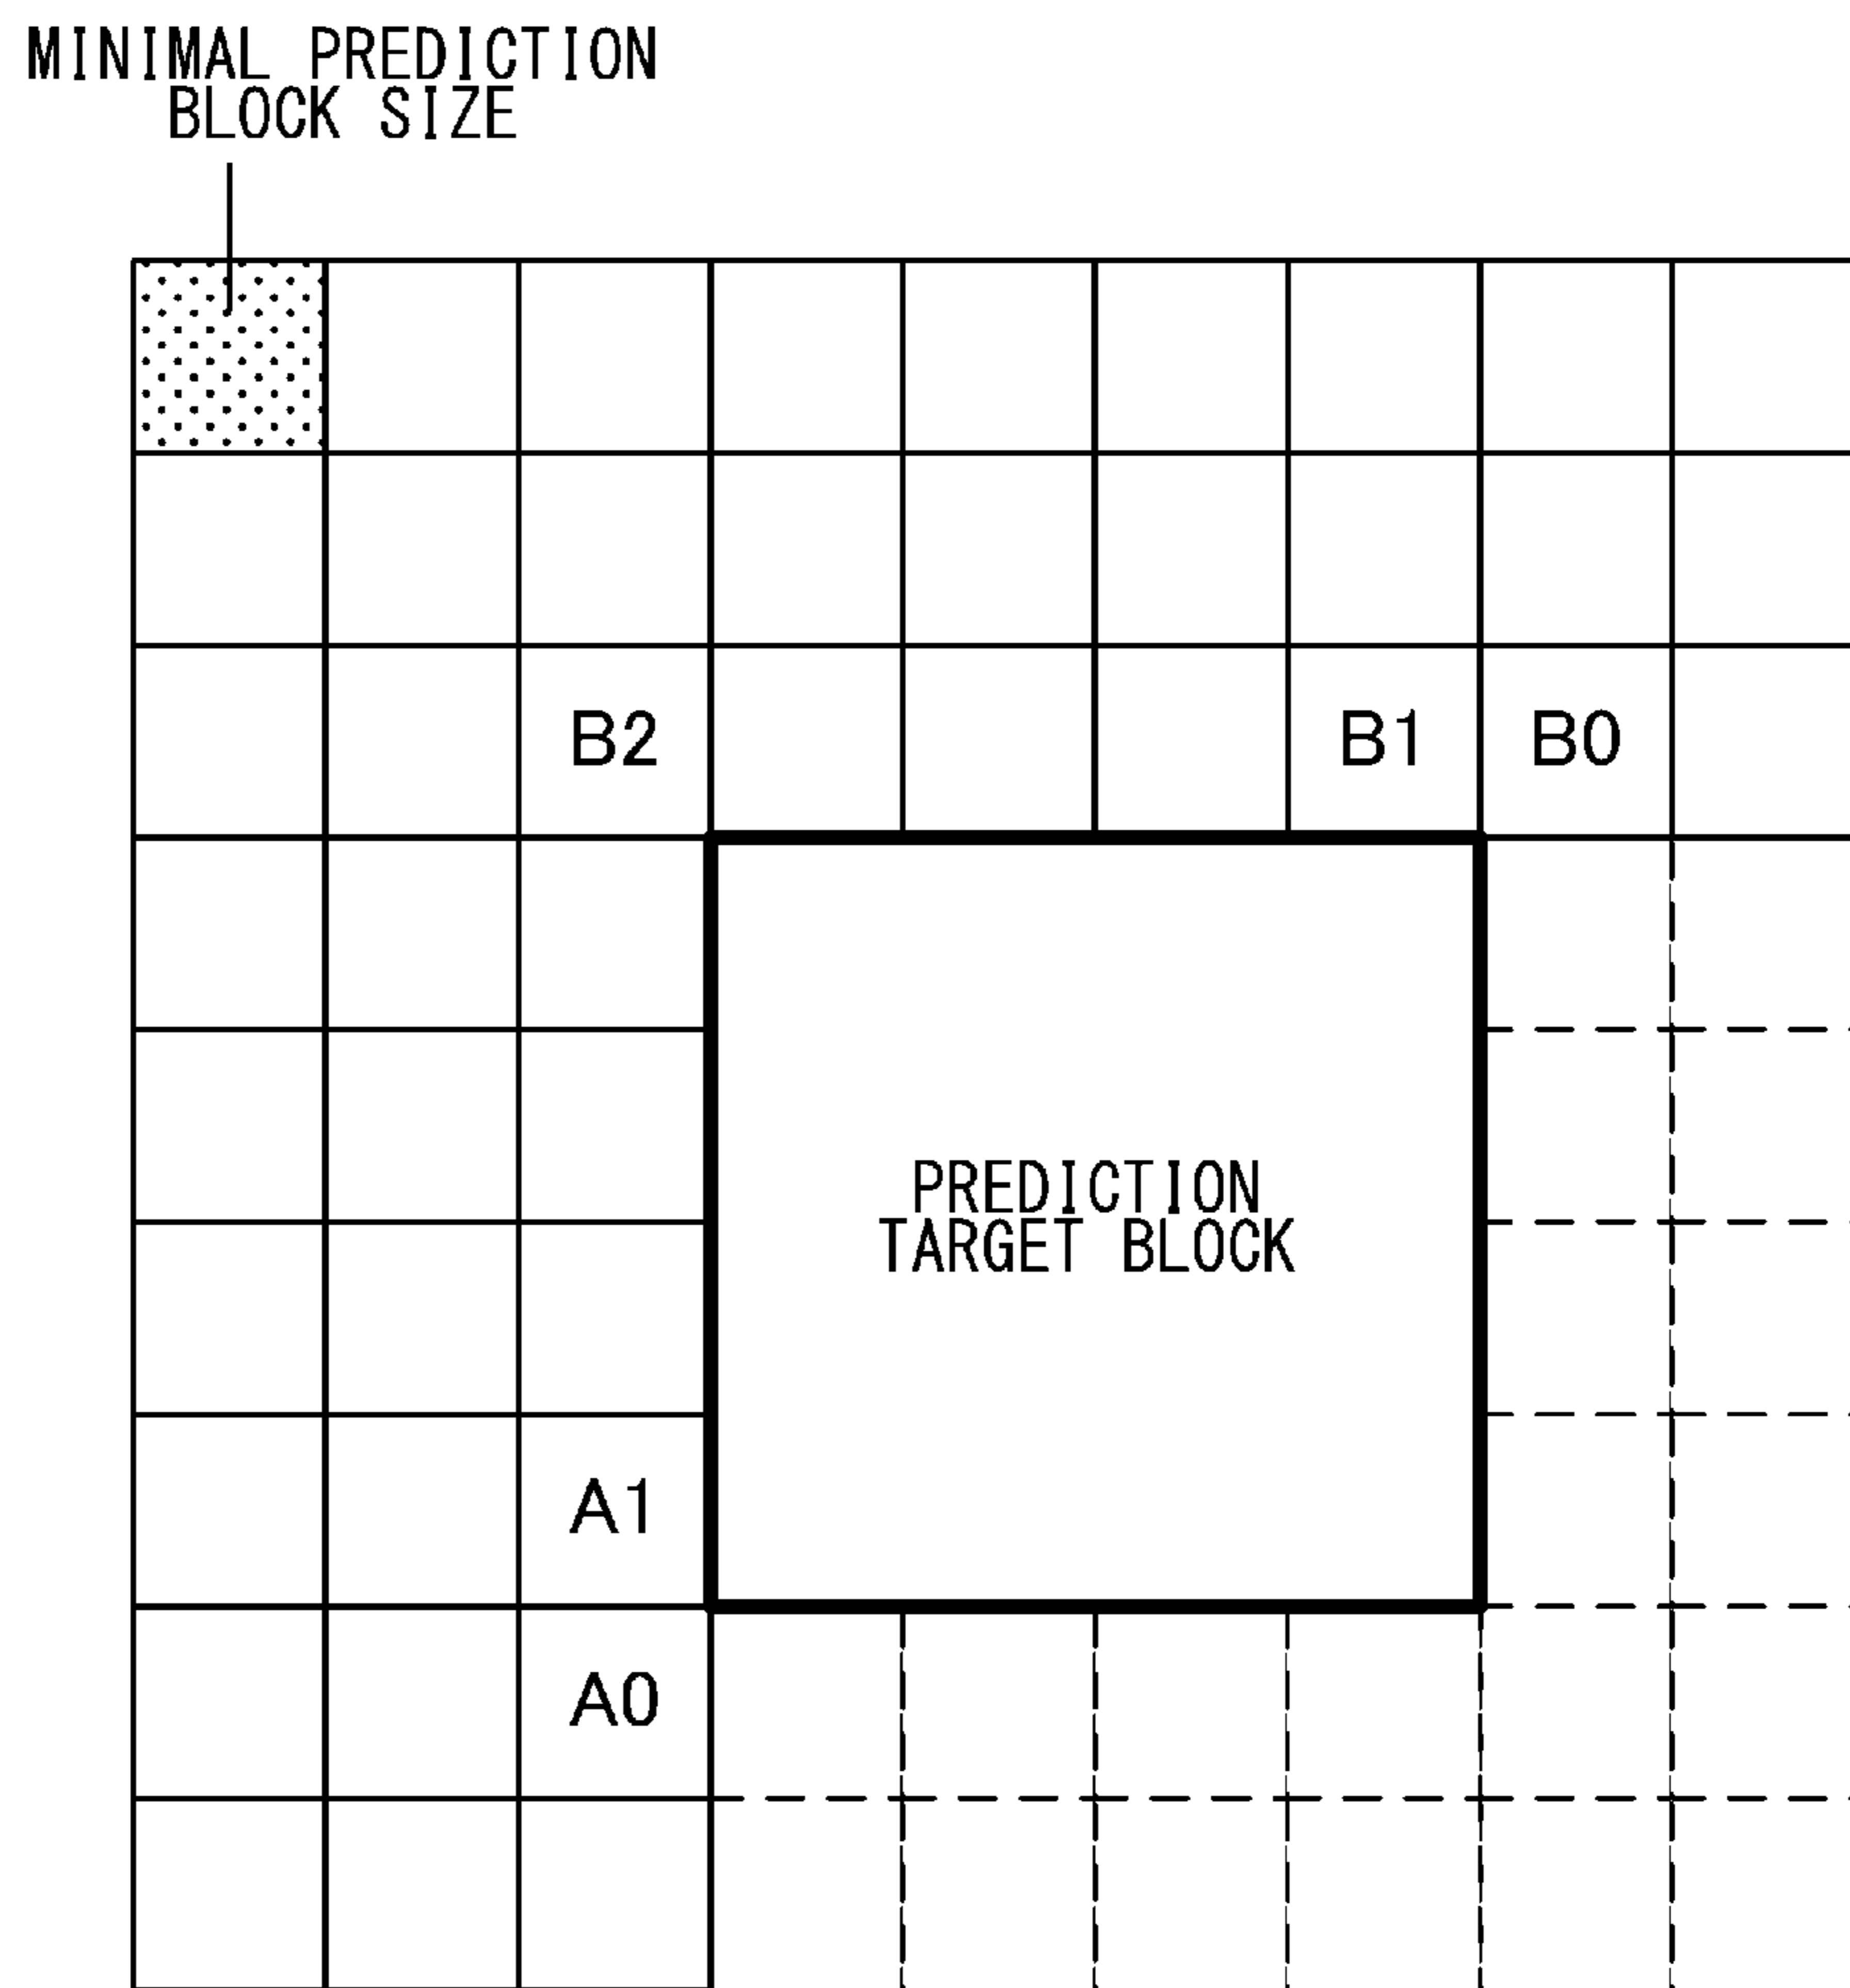 MINIMAL PREDICTION
BLOCK SIZE
B2 B1 B0
PREDICTION
TARGET BLOCK
A1
A0